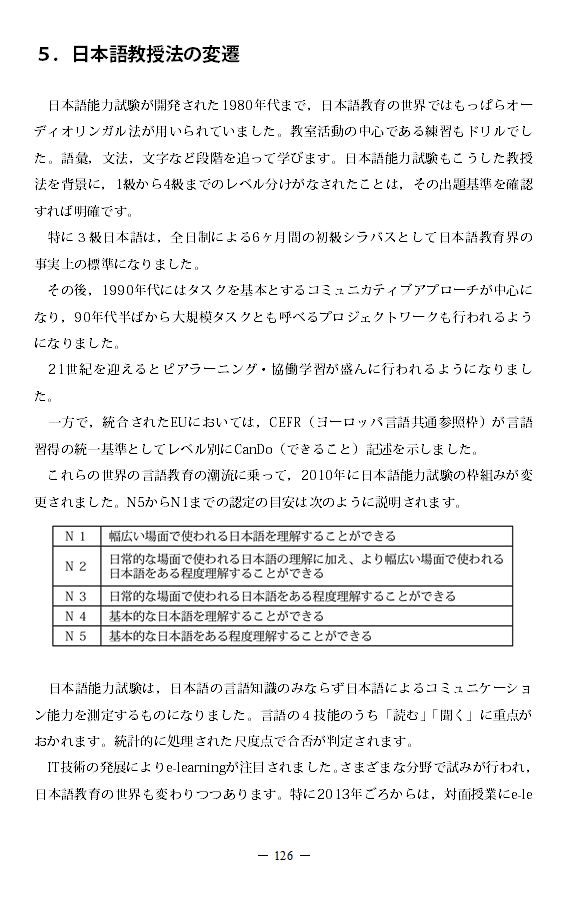 ５．日本語教授法の変遷
日本語能力試験が開発された1980年代まで，日本語教育の世界ではもっぱらオー
ディオリンガル法が用いられていました。教室活動の中心である練習もドリルでし
た。語彙，文法，文字など段階を追って学びます。日本語能力試験もこうした教授
法を背景に，1級から4級までのレベル分けがなされたことは，その出題基準を確認
すれば明確です。
特に３級日本語は，全日制による6ヶ月間の初級シラバスとして日本語教育界の
事実上の標準になりました。
その後，1990年代にはタスクを基本とするコミュニカティブアプローチが中心に
なり，90年代半ばから大規模タスクとも呼べるプロジェクトワークも行われるよう
になりました。
21世紀を迎えるとピアラーニング・協働学習が盛んに行われるようになりまし
た。
一方で，統合されたEUにおいては，CEFR（ヨーロッパ言語共通参照枠）が言語
習得の統一基準としてレベル別にCanDo（できること）記述を示しました。
これらの世界の言語教育の潮流に乗って，2010年に日本語能力試験の枠組みが変
更されました。N5からN1までの認定の目安は次のように説明されます。
Ｎ１ 幅広い場面で使われる日本語を理解することができる
Ｎ２ 日常的な場面で使われる日本語の理解に加え、より幅広い場面で使われる
日本語をある程度理解することができる
Ｎ３ 日常的な場面で使われる日本語をある程度理解することができる
Ｎ４ 基本的な日本語を理解することができる
Ｎ５ 基本的な日本語をある程度理解することができる
日本語能力試験は，日本語の言語知識のみならず日本語によるコミュニケーショ
ン能力を測定するものになりました。言語の４技能のうち「読む」「聞く」に重点が
おかれます。統計的に処理された尺度点で合否が判定されます。
IT技術の発展によりe-learningが注目されました。さまざまな分野で試みが行われ，
日本語教育の世界も変わりつつあります。特に2013年ごろからは，対面授業にe-le
― 126 ―